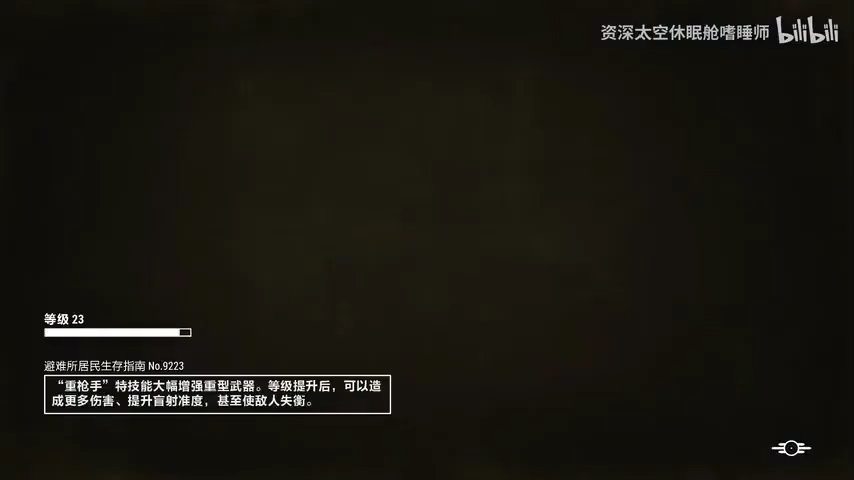 资深太空休眠舱嗜睡师 bilibili
等级 23
避难所居民生存指南 No.9223
“重枪手”特技能大幅增强重型武器。等级提升后，可以造
成更多伤害、提升盲射准度，甚至使敌人失衡。